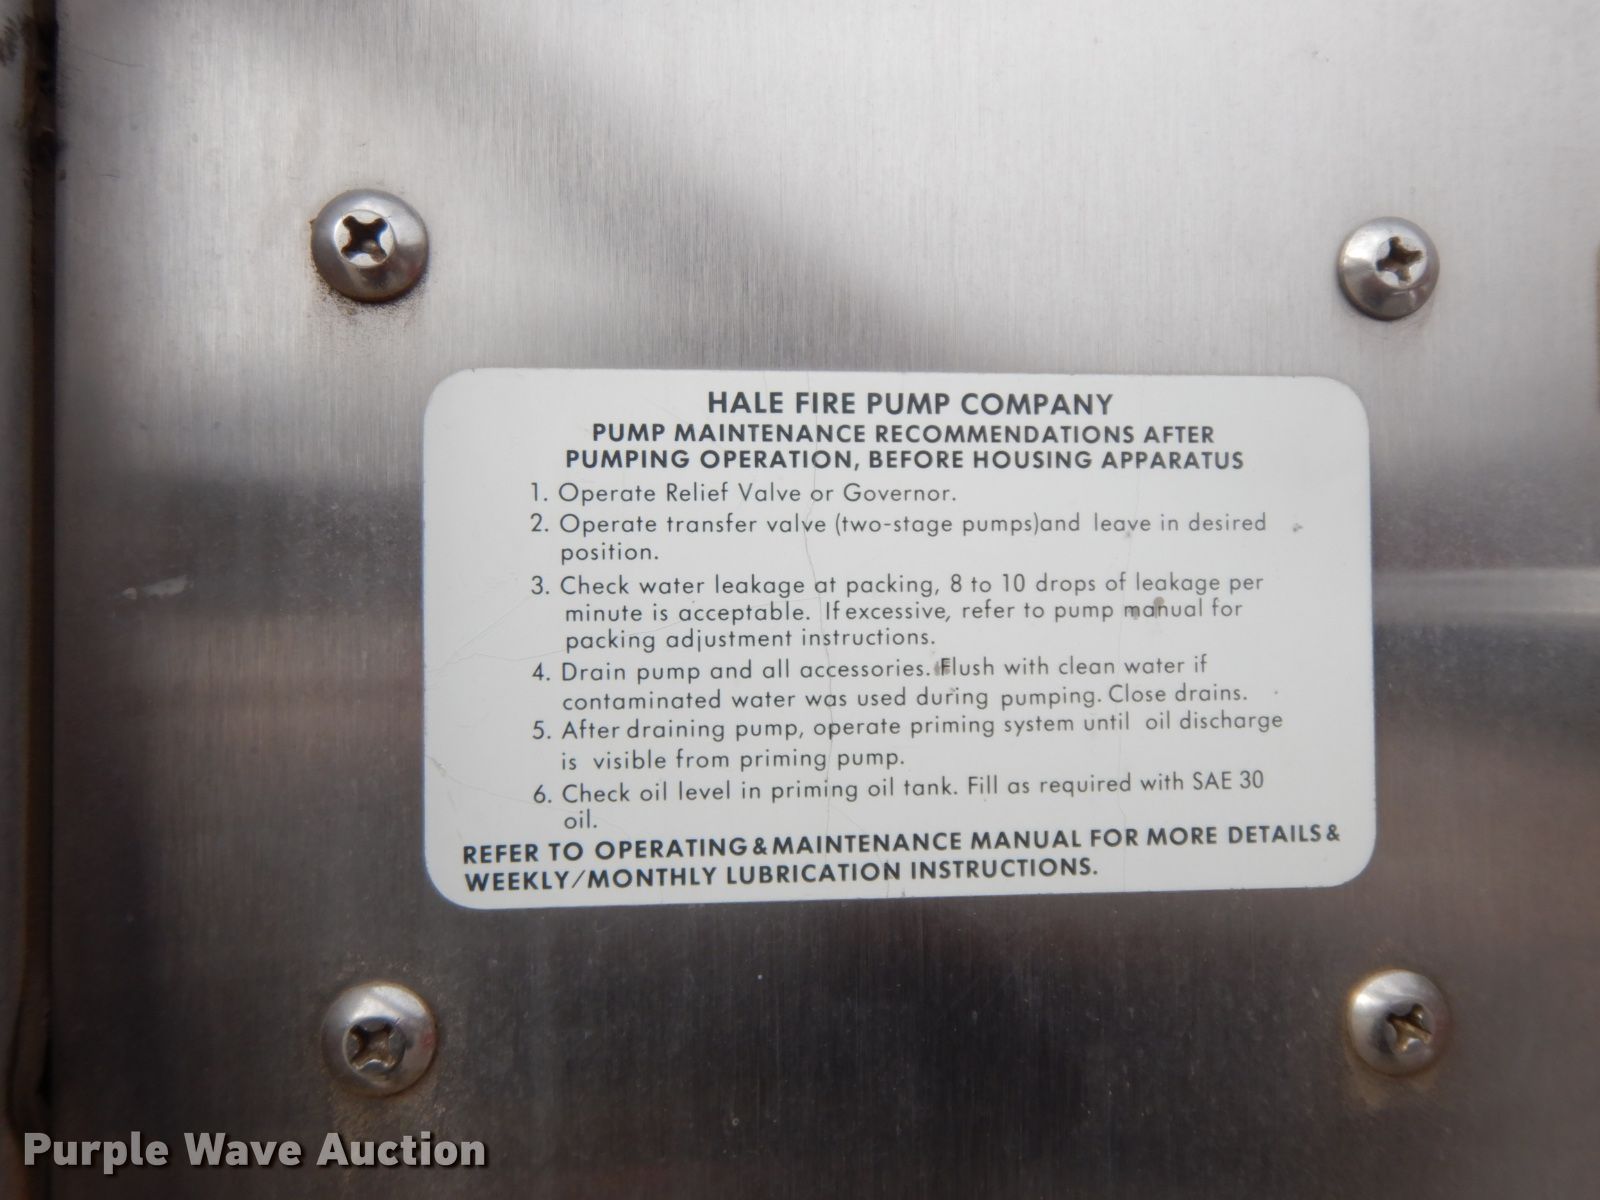 HALE FIRE PUMP COMPANY
PUMP MAINTENANCE RECOMMENDATIONS AFTER
PUMPING OPERATION, BEFORE HOUSING APPARATUS
1. Operate Relief Valve or Governor.
2. Operate transfer valve (two-stage pumps)and leave in desired
position.
3. Check water leakage at packing, 8 to 10 drops of leakage per
minute is acceptable. If excessive, refer to pump manual for
packing adjustment instructions.
4. Drain pump and all accessories. Flush with clean water if
contaminated water was used during pumping. Close drains.
5. After draining pump, operate priming system until oil discharge
is visible from priming pump.
6. Check oil level in priming oil tank. Fill as required with SAE 30
oil.
REFER TO OPERATING & MAINTENANCE MANUAL FOR MORE DETAILS &
WEEKLY/MONTHLY LUBRICATION INSTRUCTIONS.
Purple Wave Auction